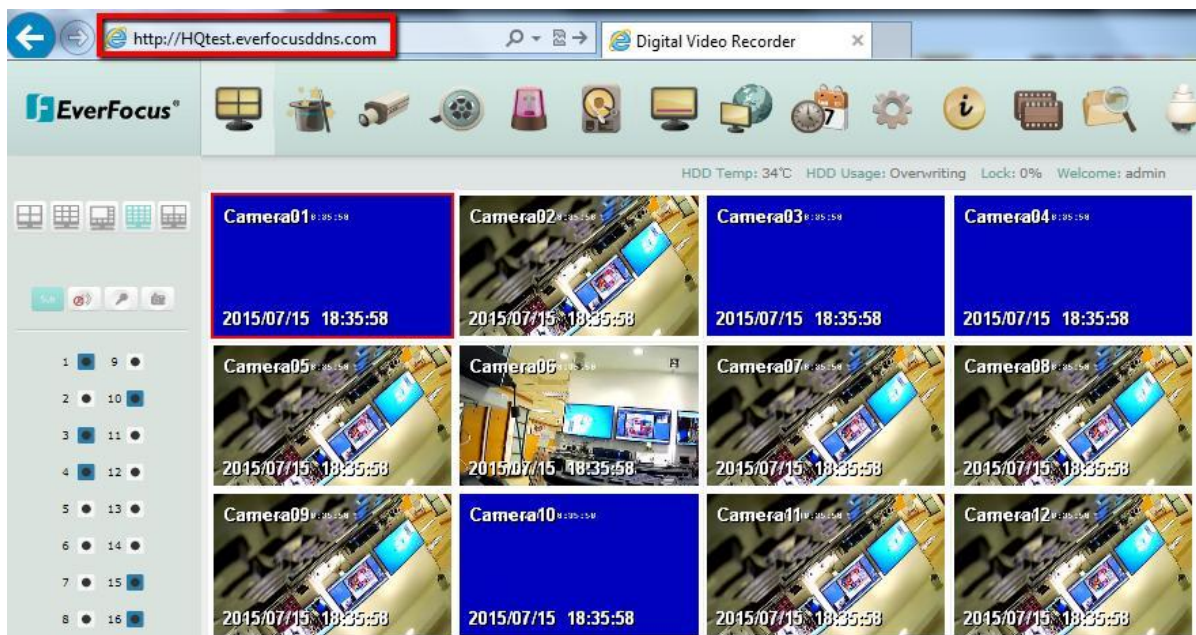 http://HQtest.everfocusddns.com
Digital Video Recorder
EverFocus®
7
i
HDD Temp: 34°C HDD Usage: Overwriting Lock: 0% Welcome: admin
Camera01
Camera02
Camera03
Camera04
2015/07/15 18:35:58
2015/07/15 18:35:58
2015/07/15 18:35:58
2015/07/15 18:35:58
Sub
1 9
2 10
3 11
4 12
5 13
6 14
7 15
8 16
Camera05
Camera06
Camera07
Camera08
2015/07/15 18:35:58
2015/07/15 18:35:58
2015/07/15 18:35:58
2015/07/15 18:35:58
Camera09
Camera10
Camera11
Camera12
2015/07/15 18:35:58
2015/07/15 18:35:58
2015/07/15 18:35:58
2015/07/15 18:35:58